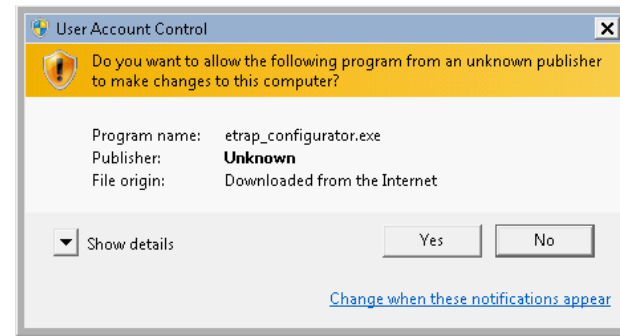 User Account Control
Do you want to allow the following program from an unknown publisher
to make changes to this computer?
Program name: etrap_configurator.exe
Publisher: Unknown
File origin: Downloaded from the Internet
Show details
Yes
No
Change when these notifications appear